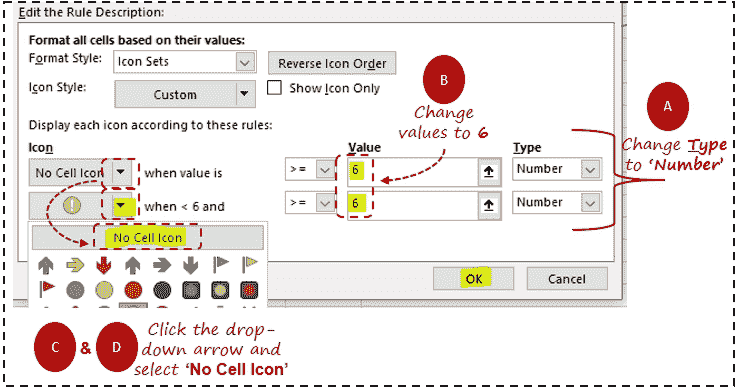 Edit the Rule Description:
Format all cells based on their values:
Format Style: Icon Sets Reverse Icon Order
Icon Style: Custom Show Icon Only
Display each icon according to these rules:
Icon Value Type
No Cell Icon when value is >= 6 Number
when < 6 and >= 6 Number
No Cell Icon
OK Cancel
A
Change Type
to ‘Number’
B
Change
values to 6
C & D Click the drop-
down arrow and
select ‘No Cell Icon’